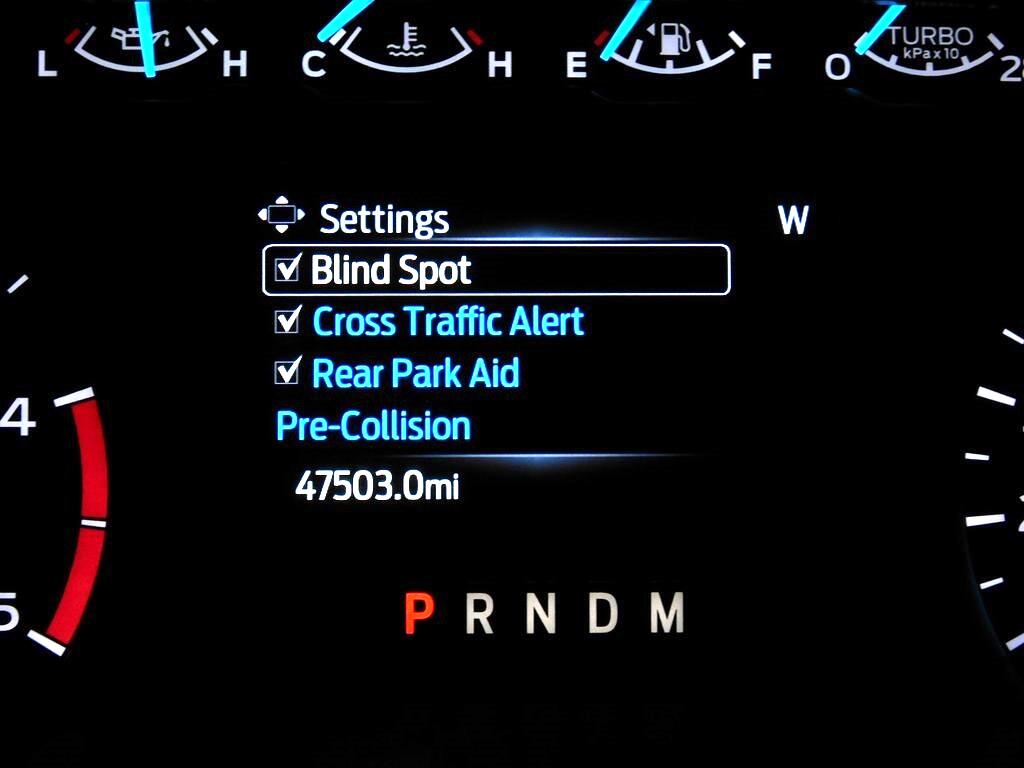 L H C H E F O TURBO
kPa x 10
Settings W
Blind Spot
Cross Traffic Alert
Rear Park Aid
4
Pre-Collision
47503.0mi
5
P R N D M